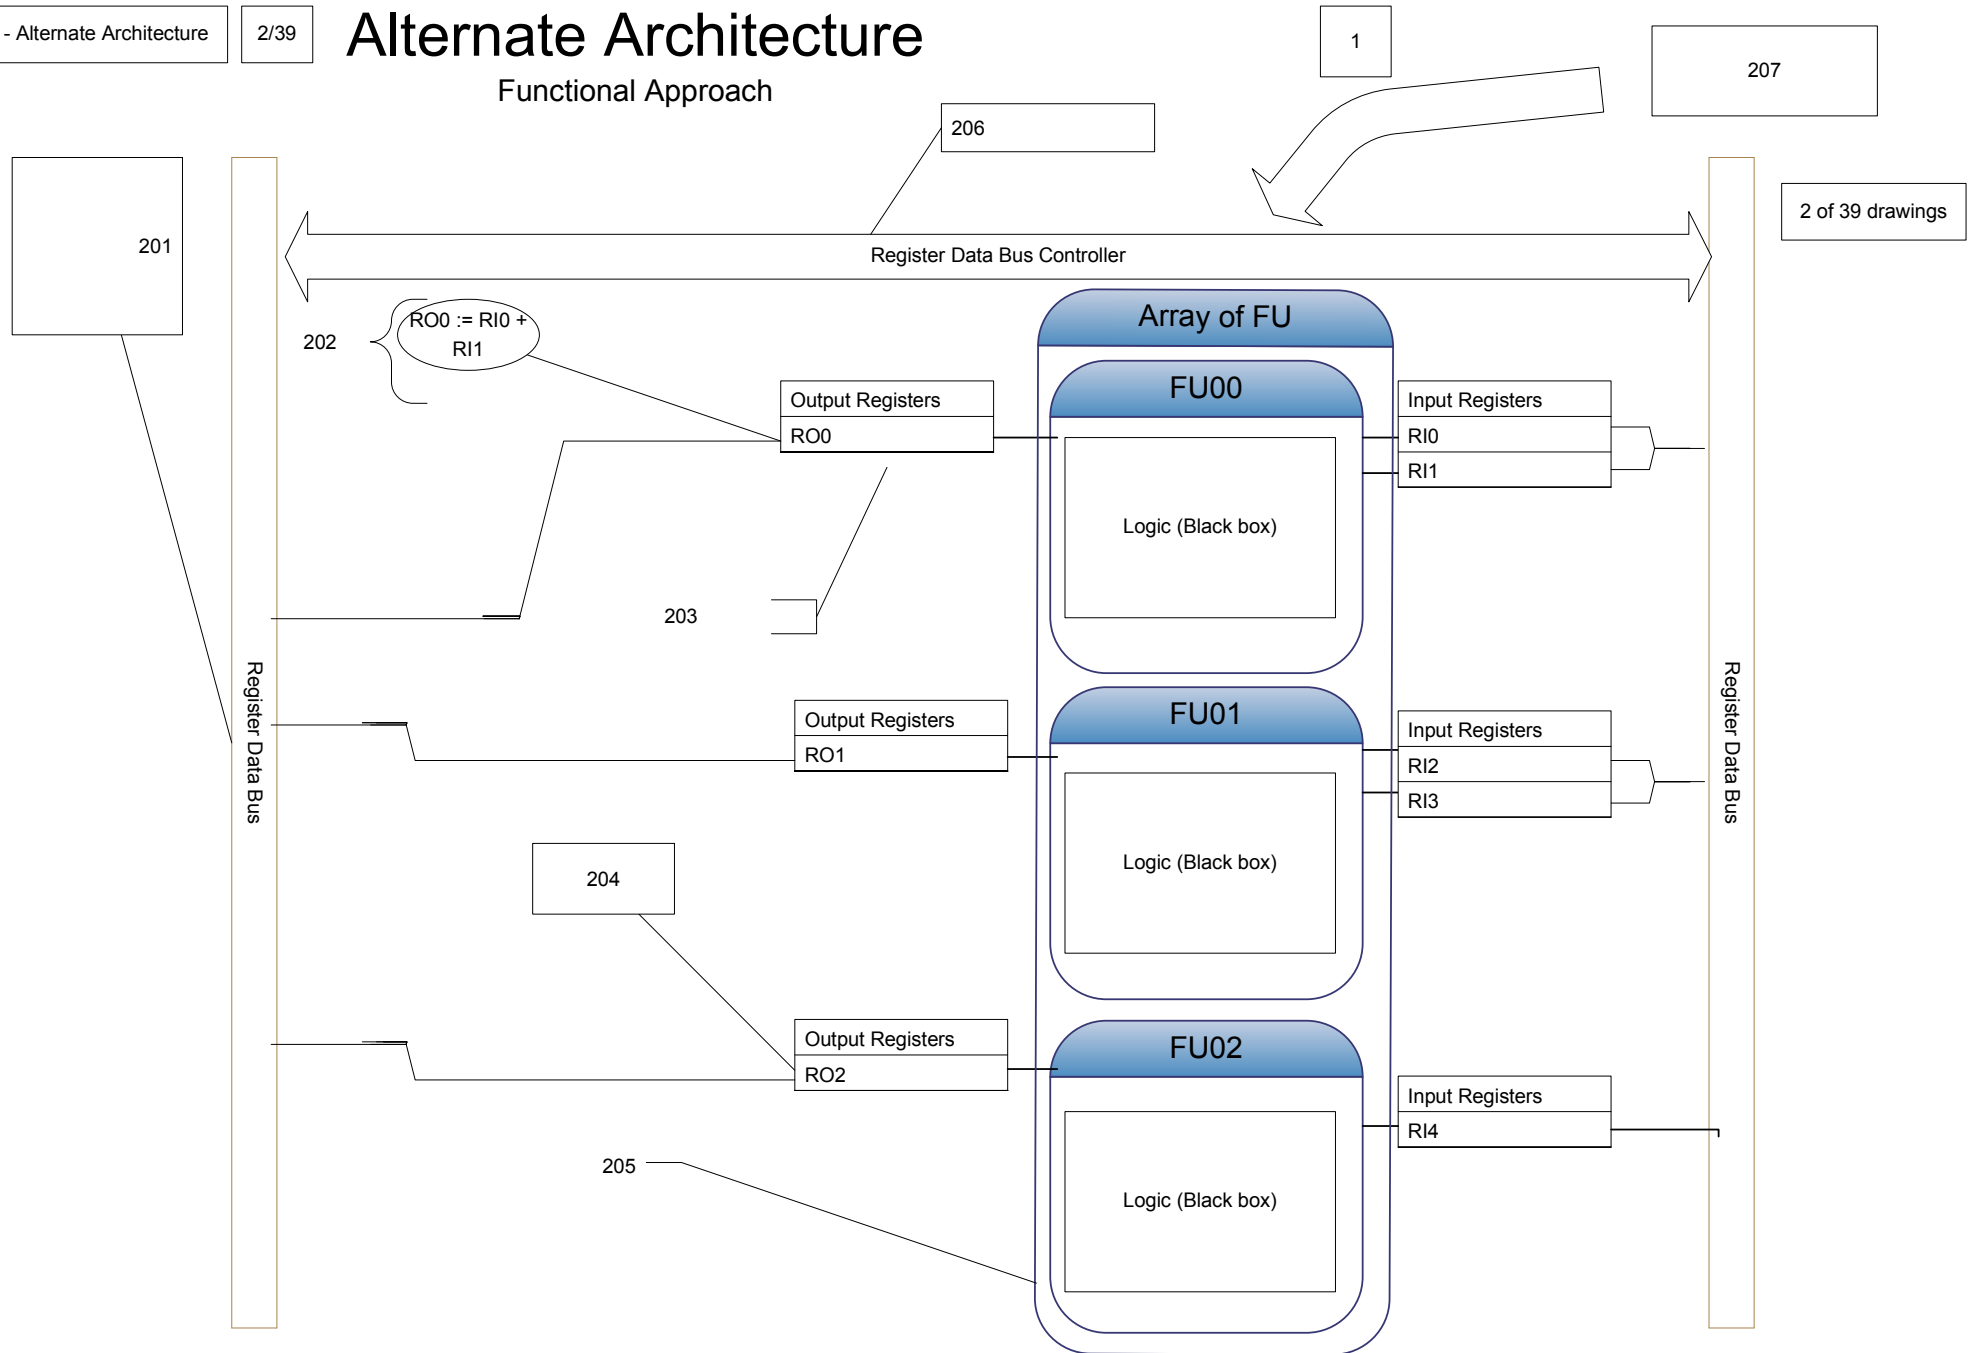 - Alternate Architecture
2/39
Alternate Architecture
Functional Approach
1
207
206
201
2 of 39 drawings
Register Data Bus Controller
202
RO0 := RI0 +
RI1
Array of FU
FU00
Output Registers
RO0
Input Registers
RI0
RI1
Logic (Black box)
203
Register Data Bus
Register Data Bus
FU01
Output Registers
RO1
Input Registers
RI2
RI3
Logic (Black box)
204
FU02
Output Registers
RO2
Input Registers
RI4
205
Logic (Black box)